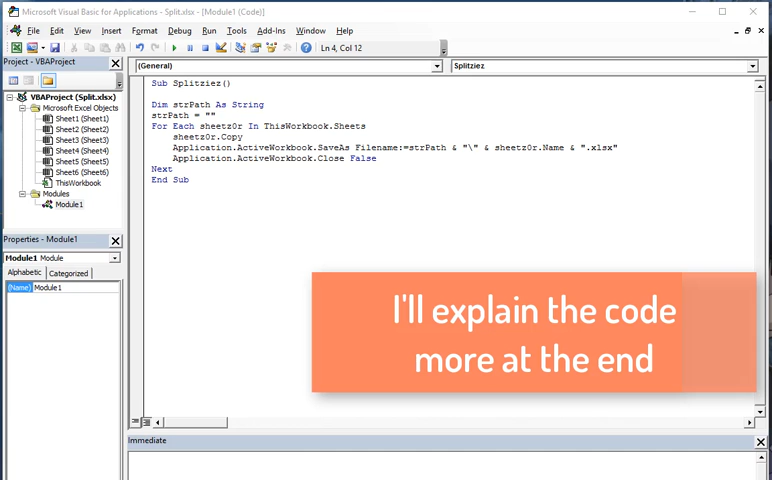 Microsoft Visual Basic for Applications - Split.xlsx - [Module1 (Code)]
File Edit View Insert Format Debug Run Tools Add-Ins Window Help
Ln 4, Col 12
Project - VBAProject
(General)
Splitziez
VBAProject (Split.xlsx)
Microsoft Excel Objects
Sheet1 (Sheet1)
Sheet2 (Sheet2)
Sheet3 (Sheet3)
Sheet4 (Sheet4)
Sheet5 (Sheet5)
Sheet6 (Sheet6)
ThisWorkbook
Modules
Module1
Properties - Module1
Module1 Module
Alphabetic Categorized
(Name) Module1
Sub Splitziez()
Dim strPath As String
strPath = ""
For Each sheetz0r In ThisWorkbook.Sheets
sheetz0r.Copy
Application.ActiveWorkbook.SaveAs Filename:=strPath & "\" & sheetz0r.Name & ".xlsx"
Application.ActiveWorkbook.Close False
Next
End Sub
I'll explain the code
more at the end
Immediate